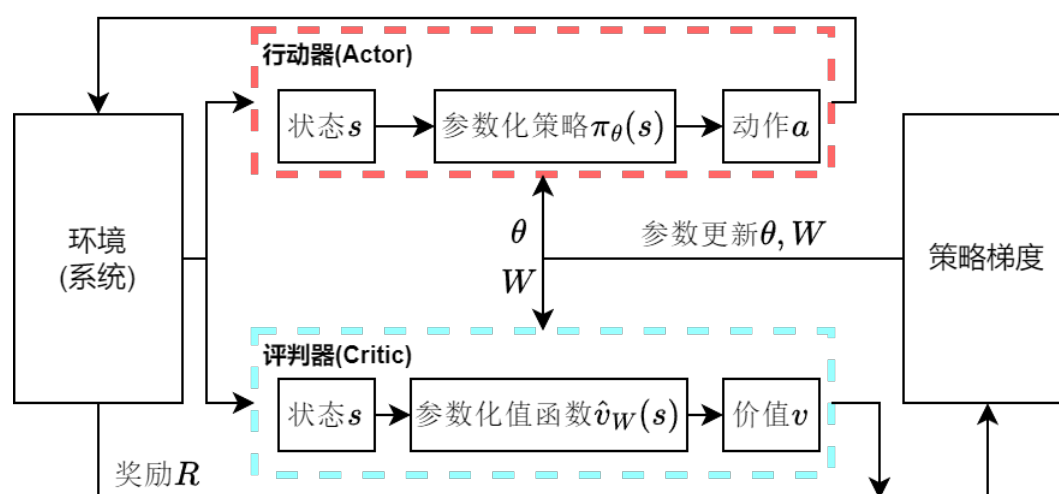 行动器(Actor)
状态s
参数化策略π_θ(s)
动作a
环境
(系统)
θ
W
参数更新θ, W
策略梯度
评判器(Critic)
状态s
参数化值函数v̂_W(s)
价值v
奖励R